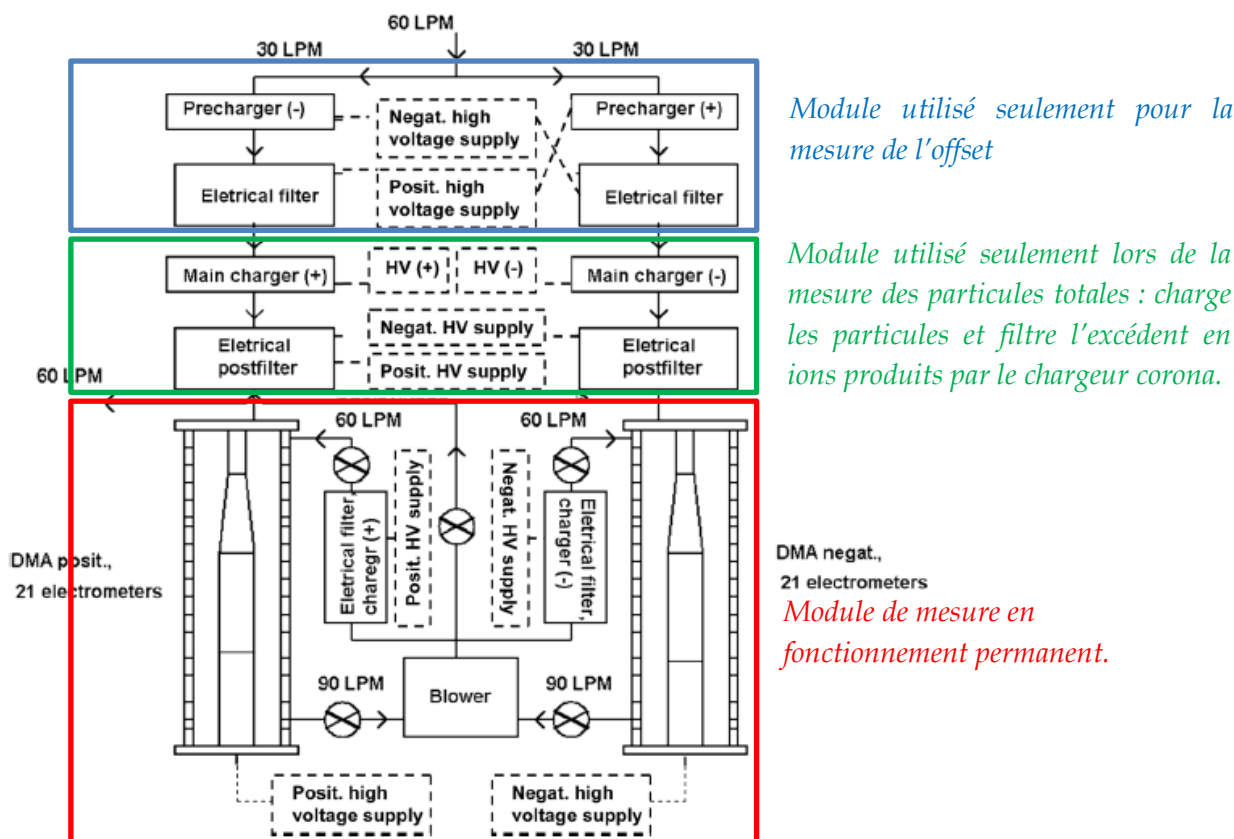 60 LPM
30 LPM
30 LPM
Precharger (-)
Negat. high
voltage supply
Precharger (+)
Eletrical filter
Posit. high
voltage supply
Eletrical filter
Module utilisé seulement pour la
mesure de l'offset
Main charger (+)
HV (+)
HV (-)
Main charger (-)
Eletrical
postfilter
Negat. HV supply
Posit. HV supply
Eletrical
postfilter
Module utilisé seulement lors de la
mesure des particules totales : charge
les particules et filtre l'excédent en
ions produits par le chargeur corona.
60 LPM
60 LPM
60 LPM
Eletrical filter,
charegr (+)
Posit. HV supply
Negat. HV supply
Eletrical filter,
charger (-)
DMA posit.,
21 electrometers
DMA negat.,
21 electrometers
Module de mesure en
fonctionnement permanent.
90 LPM
Blower
90 LPM
Posit. high
voltage supply
Negat. high
voltage supply